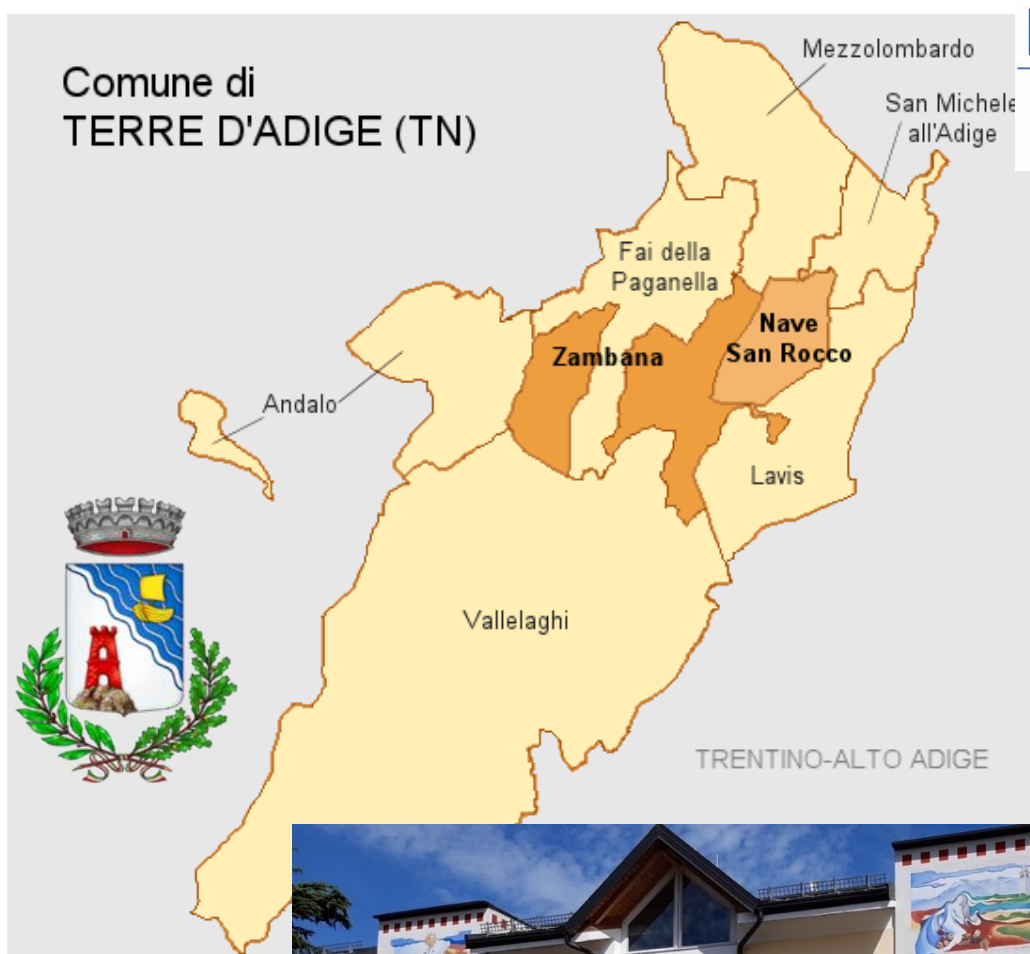 Comune di
TERRE D'ADIGE (TN)
Mezzolombardo
San Michele
all'Adige
Fai della
Paganella
Nave
San Rocco
Zambana
Andalo
Lavis
Vallelaghi
TRENTINO-ALTO ADIGE